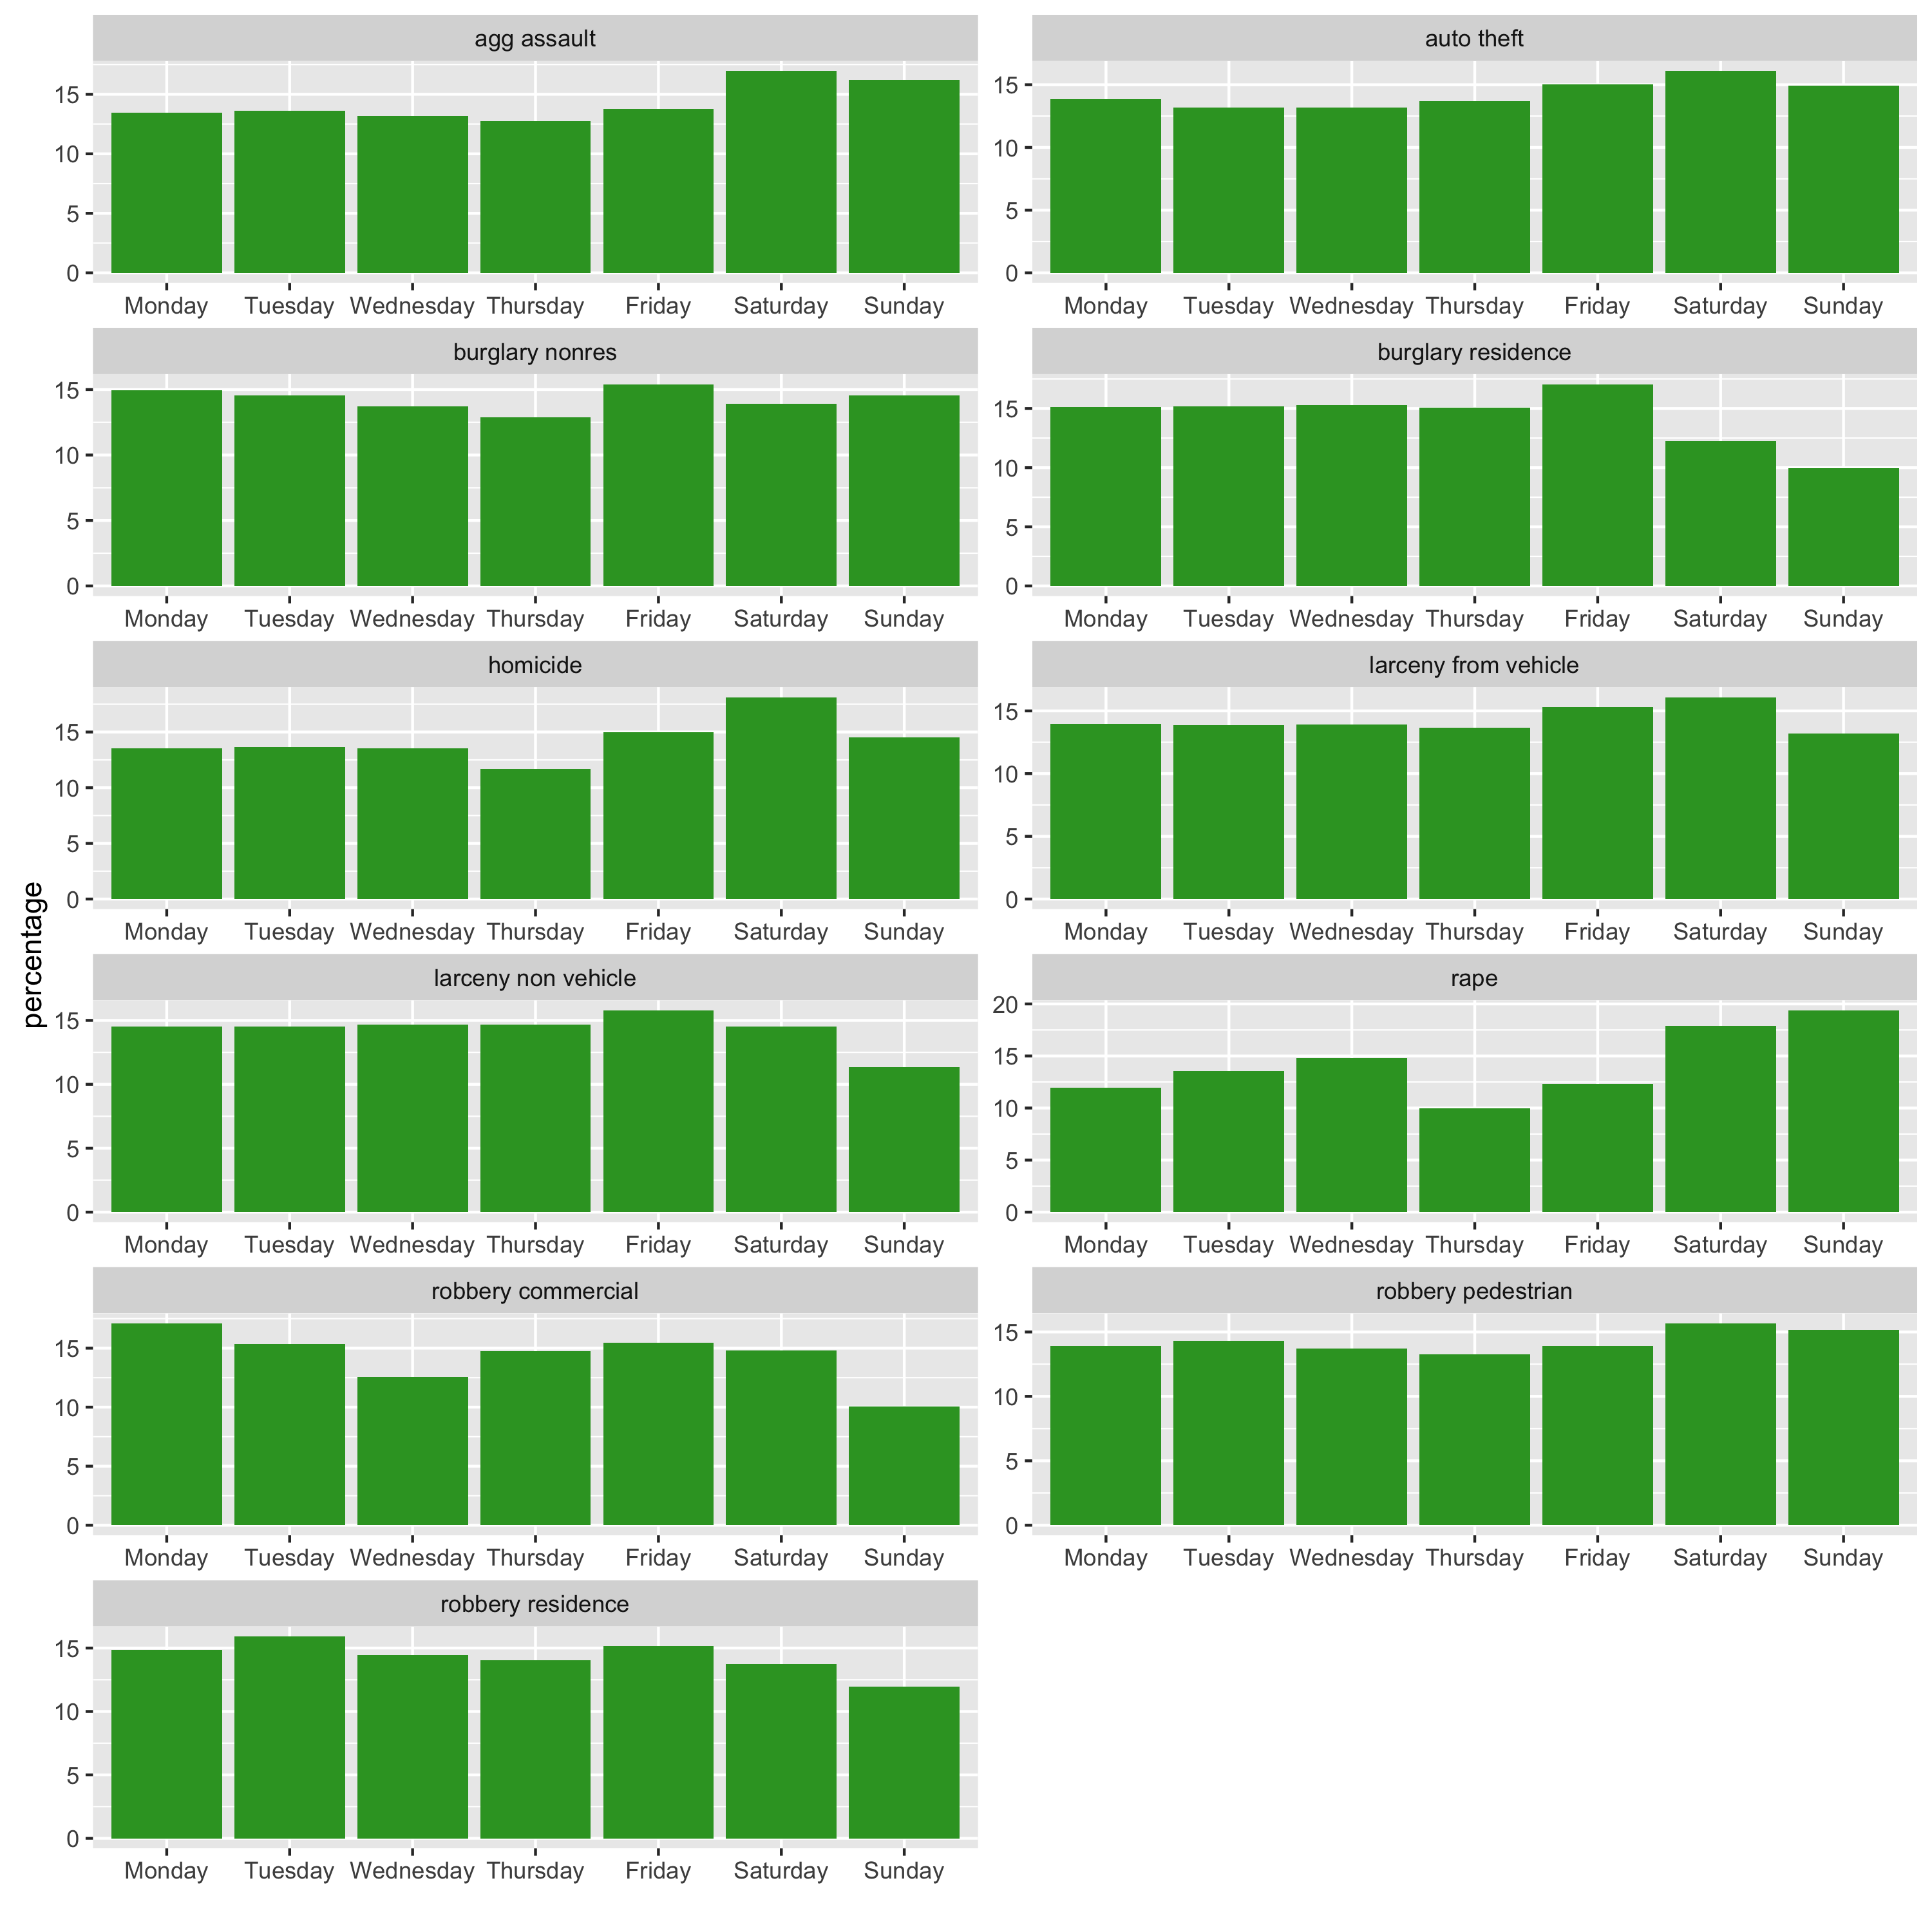 percentage
agg assault
15
10
5
0
Monday Tuesday Wednesday Thursday Friday Saturday Sunday
auto theft
15
10
5
0
Monday Tuesday Wednesday Thursday Friday Saturday Sunday
burglary nonres
15
10
5
0
Monday Tuesday Wednesday Thursday Friday Saturday Sunday
burglary residence
15
10
5
0
Monday Tuesday Wednesday Thursday Friday Saturday Sunday
homicide
15
10
5
0
Monday Tuesday Wednesday Thursday Friday Saturday Sunday
larceny from vehicle
15
10
5
0
Monday Tuesday Wednesday Thursday Friday Saturday Sunday
larceny non vehicle
15
10
5
0
Monday Tuesday Wednesday Thursday Friday Saturday Sunday
rape
20
15
10
5
0
Monday Tuesday Wednesday Thursday Friday Saturday Sunday
robbery commercial
15
10
5
0
Monday Tuesday Wednesday Thursday Friday Saturday Sunday
robbery pedestrian
15
10
5
0
Monday Tuesday Wednesday Thursday Friday Saturday Sunday
robbery residence
15
10
5
0
Monday Tuesday Wednesday Thursday Friday Saturday Sunday